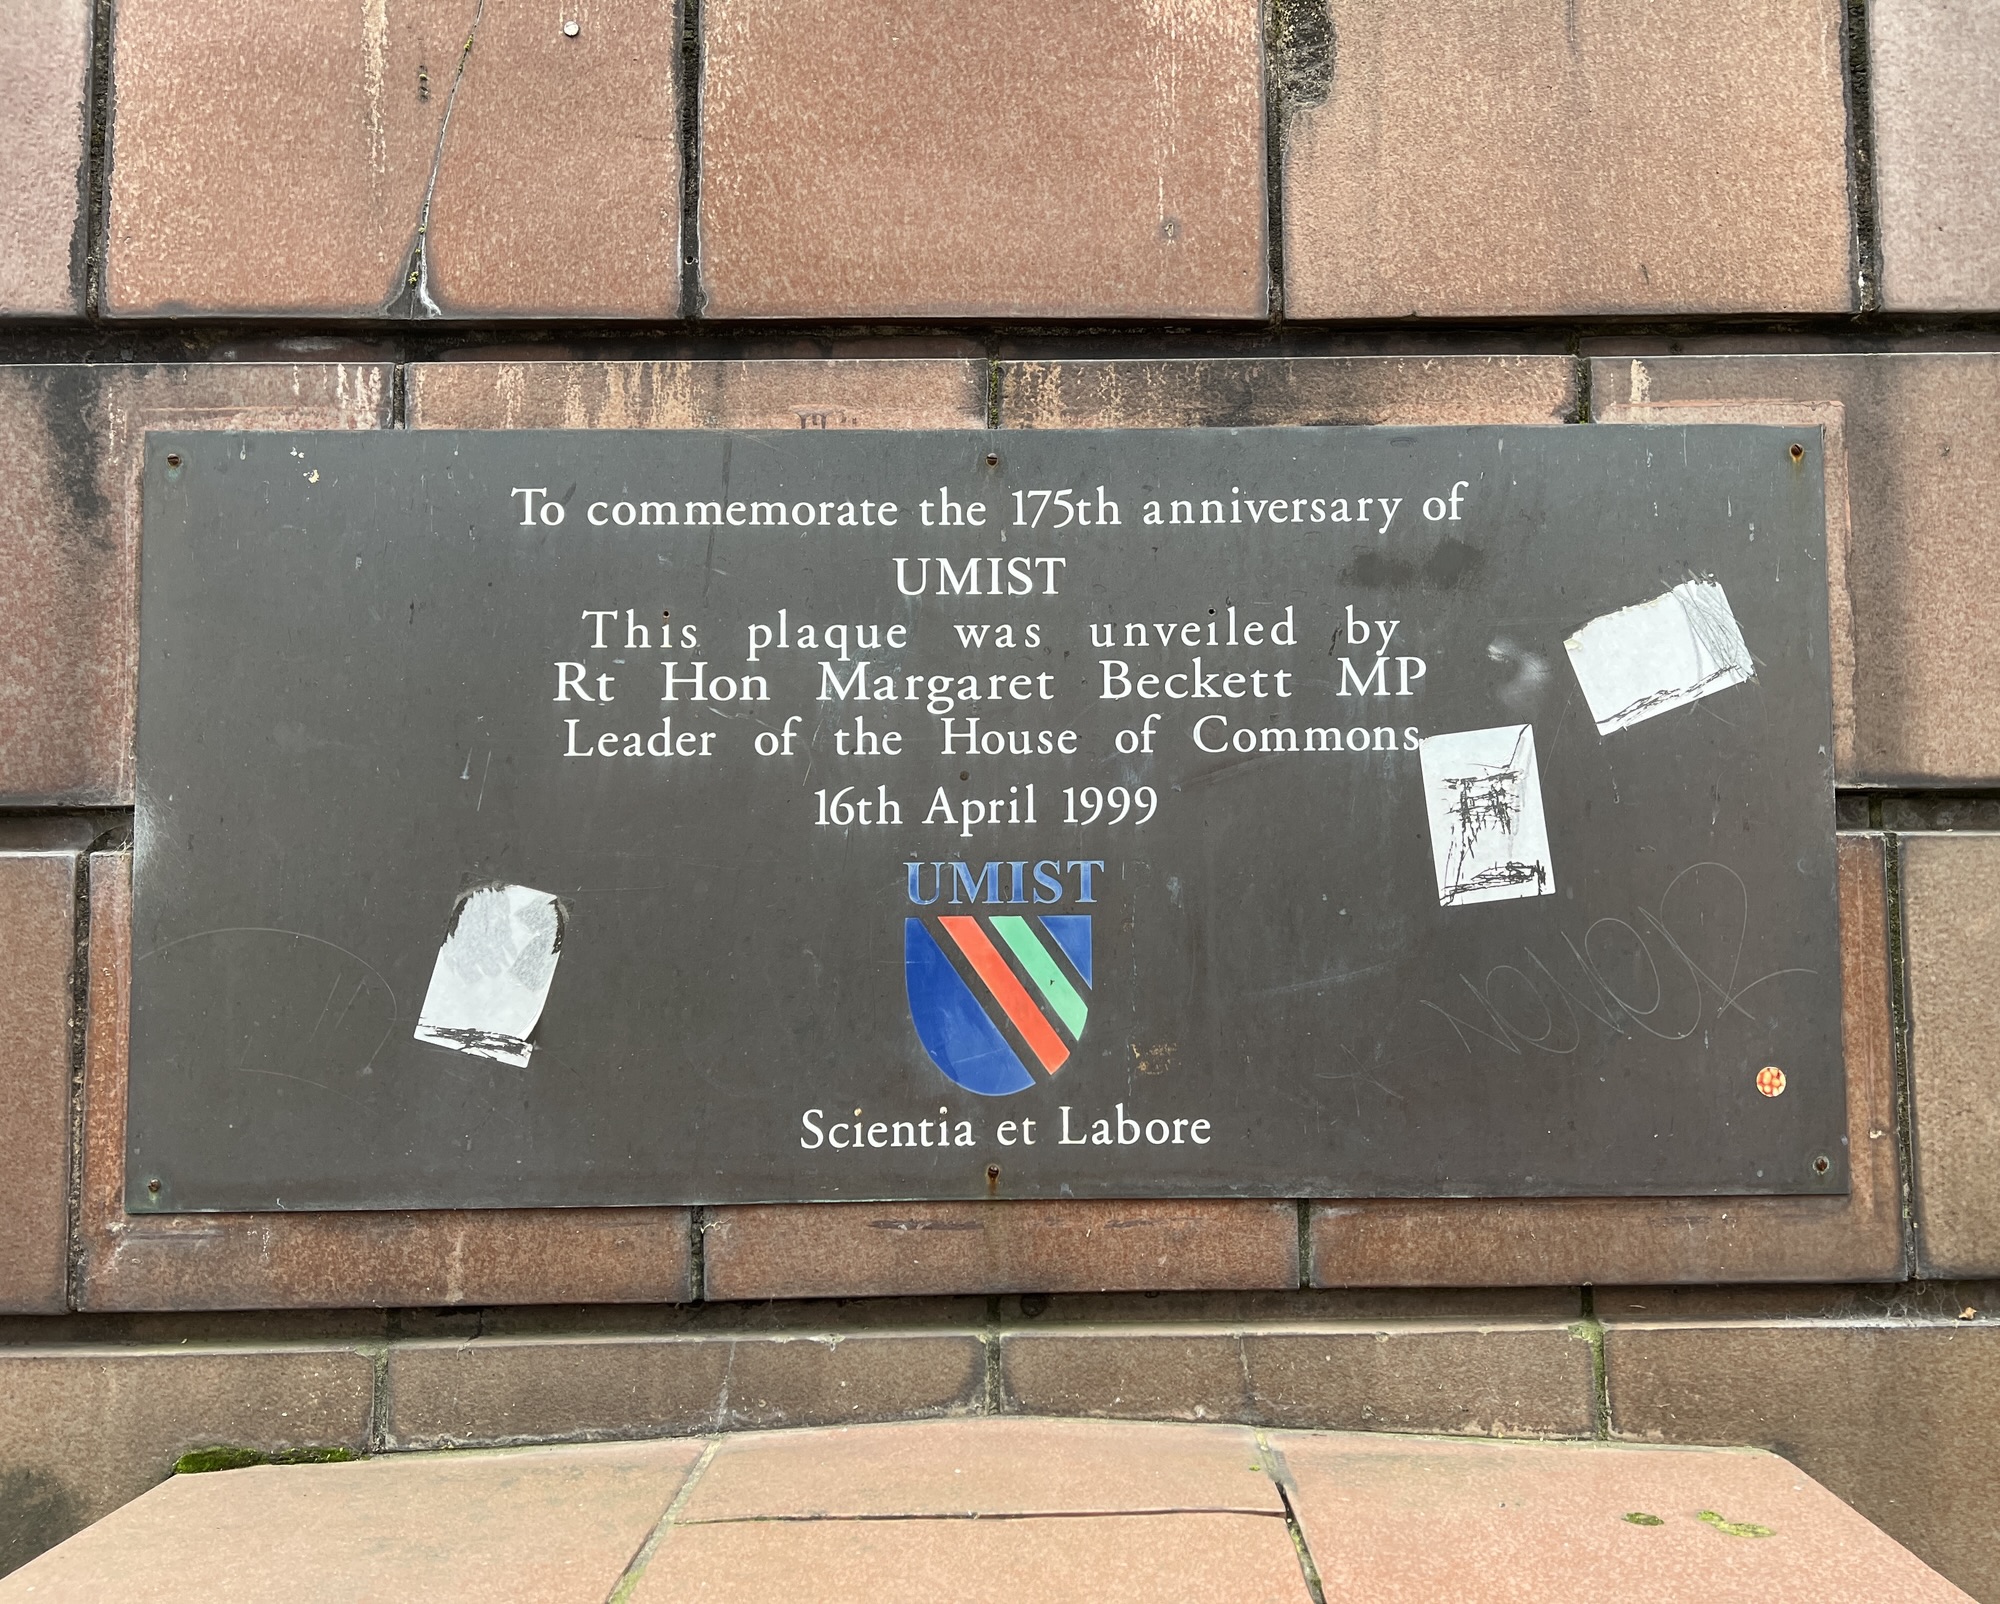 To commemorate the 175th anniversary of
UMIST
This plaque was unveiled by
Rt Hon Margaret Beckett MP
Leader of the House of Commons
16th April 1999
UMIST
Scientia et Labore